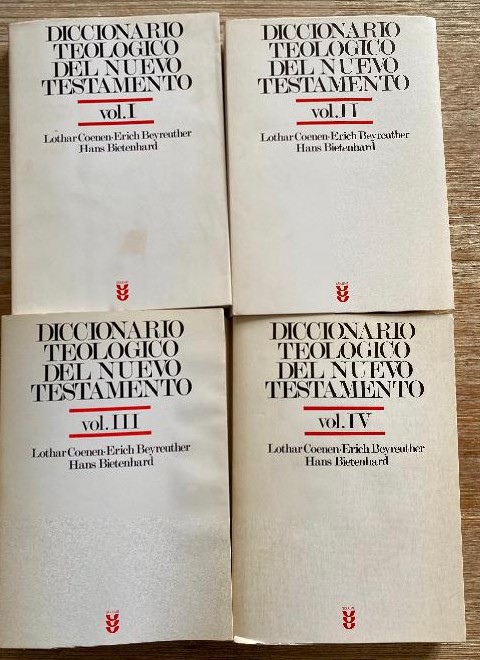 DICCIONARIO
TEOLOGICO
DEL NUEVO
TESTAMENTO
vol.I
Lothar Coenen·Erich Beyreuther
Hans Bietenhard
DICCIONARIO
TEOLOGICO
DEL NUEVO
TESTAMENTO
vol.II
Lothar Coenen·Erich Beyreuther
Hans Bietenhard
DICCIONARIO
TEOLOGICO
DEL NUEVO
TESTAMENTO
vol.III
Lothar Coenen·Erich Beyreuther
Hans Bietenhard
DICCIONARIO
TEOLOGICO
DEL NUEVO
TESTAMENTO
vol.IV
Lothar Coenen·Erich Beyreuther
Hans Bietenhard